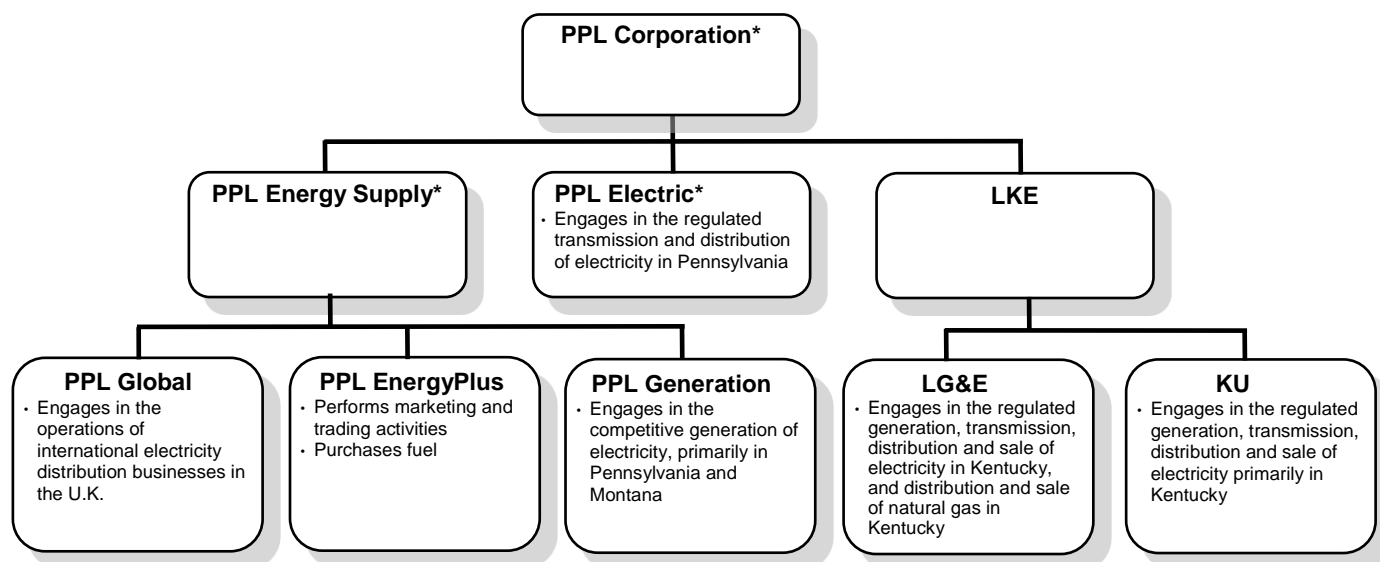 PPL Corporation*
PPL Energy Supply*
PPL Electric*
• Engages in the regulated
transmission and distribution
of electricity in Pennsylvania
LKE
PPL Global
• Engages in the
operations of
international electricity
distribution businesses in
the U.K.
PPL EnergyPlus
• Performs marketing and
trading activities
• Purchases fuel
PPL Generation
• Engages in the
competitive generation of
electricity, primarily in
Pennsylvania and
Montana
LG&E
• Engages in the regulated
generation, transmission,
distribution and sale of
electricity in Kentucky,
and distribution and sale
of natural gas in
Kentucky
KU
• Engages in the regulated
generation, transmission,
distribution and sale of
electricity primarily in
Kentucky